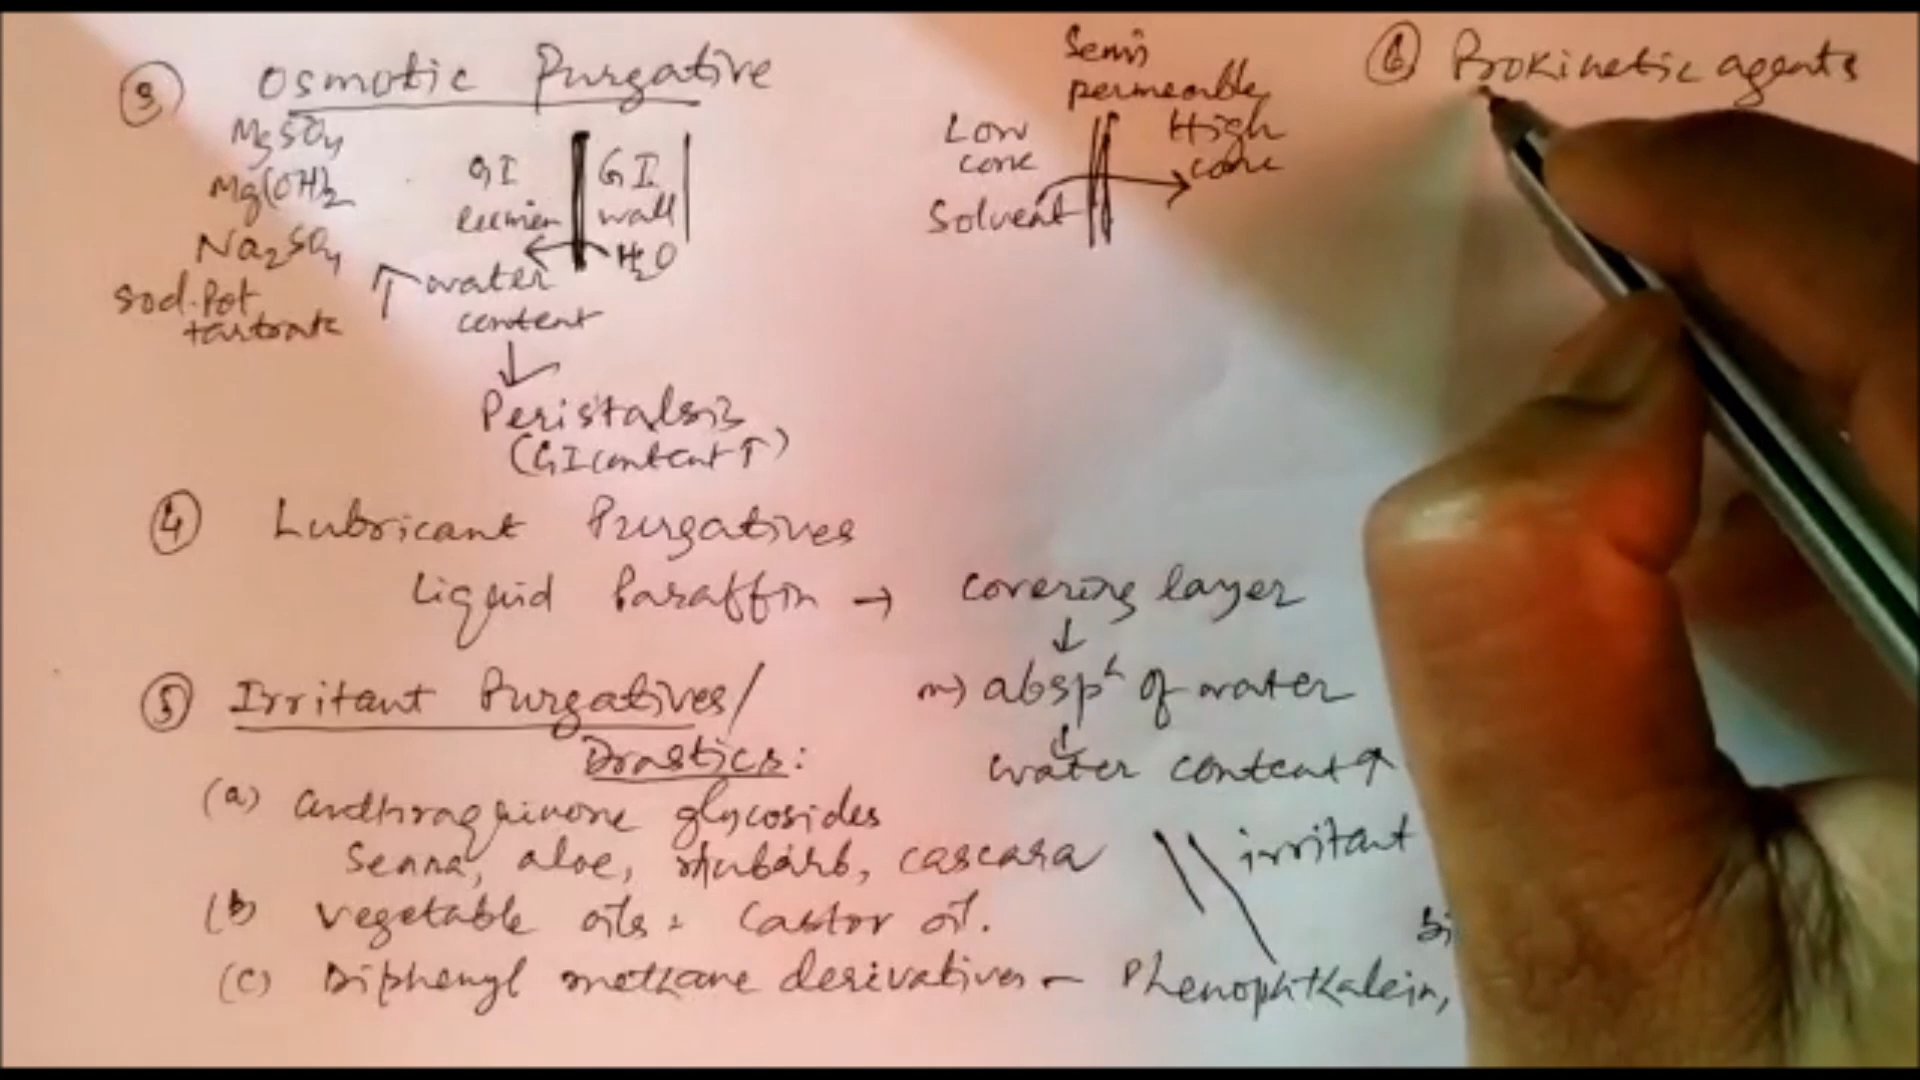 ③ Osmotic Purgative
MgSO4
Mg(OH)2
Na2SO4
Sod. Pot
tartrate
GI
lumen
GI
wall
H2O
↑ water
content
↓
Peristalsis
(GI content ↑)
Semi
permeable
Low
conc
High
conc
Solvent
⑥ Prokinetic agents
④ Lubricant Purgatives
Liquid Paraffin → covering layer
↓
absp of water
↓
water content ↑
⑤ Irritant Purgatives/
Drastics:
(a) anthraquinone glycosides
Senna, aloe, rhubarb, cascara
irritant
(b) vegetable oils: Castor oil.
(c) Diphenyl methane derivatives - Phenophthalein,
Bi